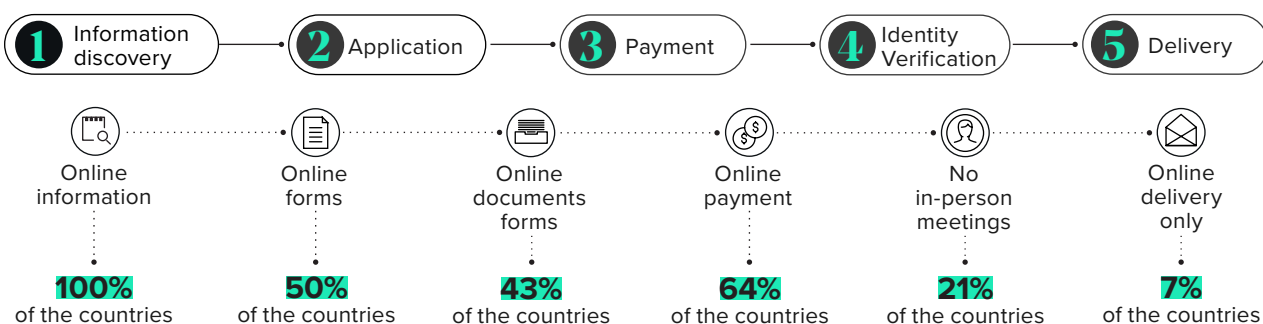 1 Information
discovery
2 Application
3 Payment
4 Identity
Verification
5 Delivery
Online
information
Online
forms
Online
documents
forms
Online
payment
No
in-person
meetings
Online
delivery
only
100%
of the countries
50%
of the countries
43%
of the countries
64%
of the countries
21%
of the countries
7%
of the countries